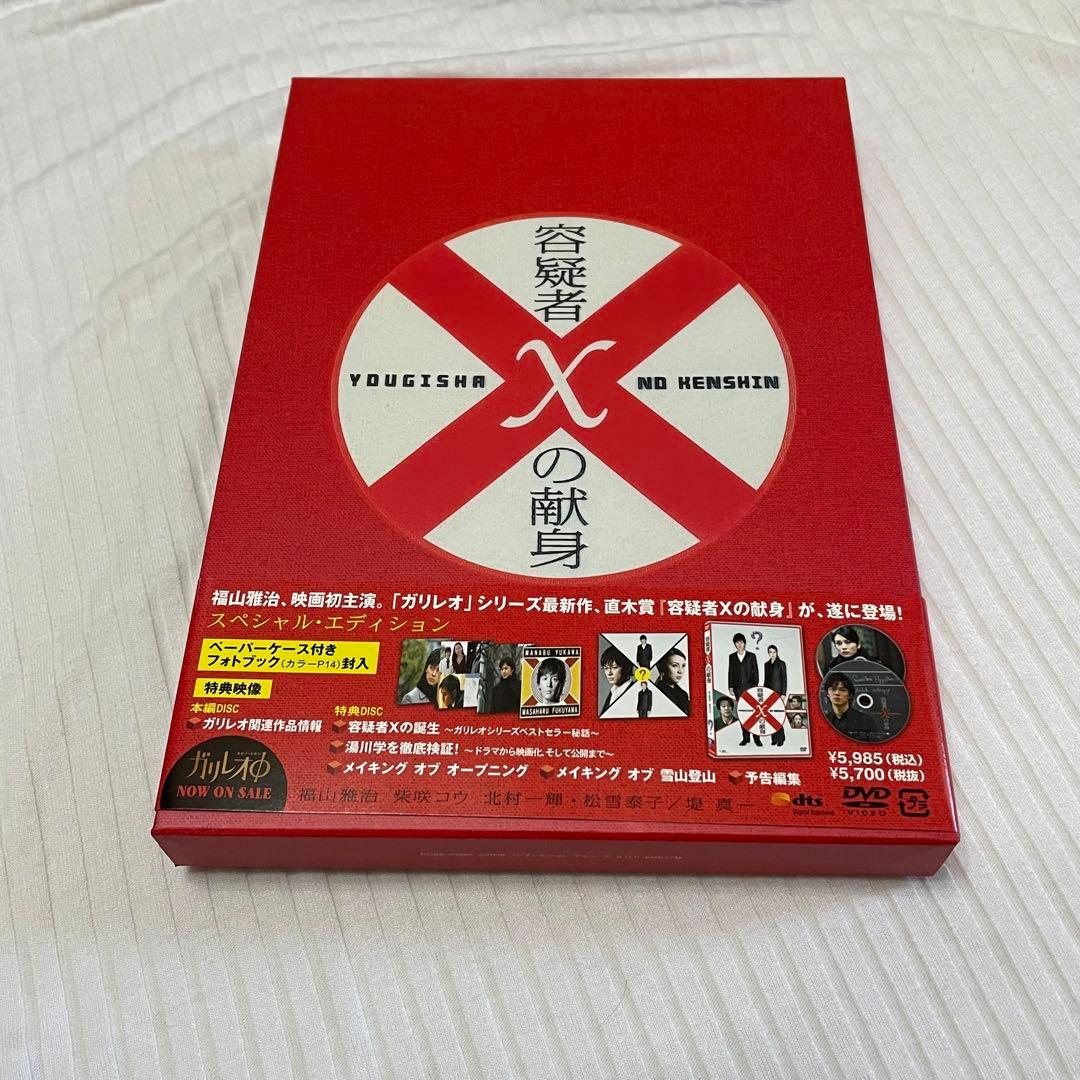 容疑者
X
の献身
YOUGISHA
NO KENSHIN
福山雅治、映画初主演。「ガリレオ」シリーズ最新作、直木賞『容疑者Xの献身』が、遂に登場!
スペシャル・エディション
ペーパーケース付き
フォトブック(カラーP14)封入
特典映像
本編DISC
ガリレオ関連作品情報
特典DISC
容疑者Xの誕生 ~ガリレオシリーズベストセラー秘話~
湯川学を徹底検証! ~ドラマから映画化、そして公開まで~
メイキング オブ オープニング
メイキング オブ 雪山登山
予告編集
MANABU YUKAWA
MASAHARU FUKUYAMA
?
?
容疑者
X
の献身
¥5,985(税込)
¥5,700(税抜)
ガリレオΦ
NOW ON SALE
福山雅治 柴咲コウ 北村一輝・松雪泰子/堤 真一
dts
Digital Surround
DVD
VIDEO